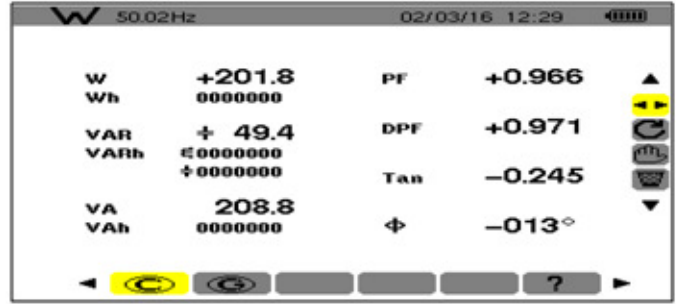 W 50.02Hz 02/03/16 12:29
W +201.8 PF +0.966
Wh 0000000
VAR ⏆ 49.4 DPF +0.971
VARh 0000000
0000000 Tan −0.245
VA 208.8
VAh 0000000 Φ −013°
?